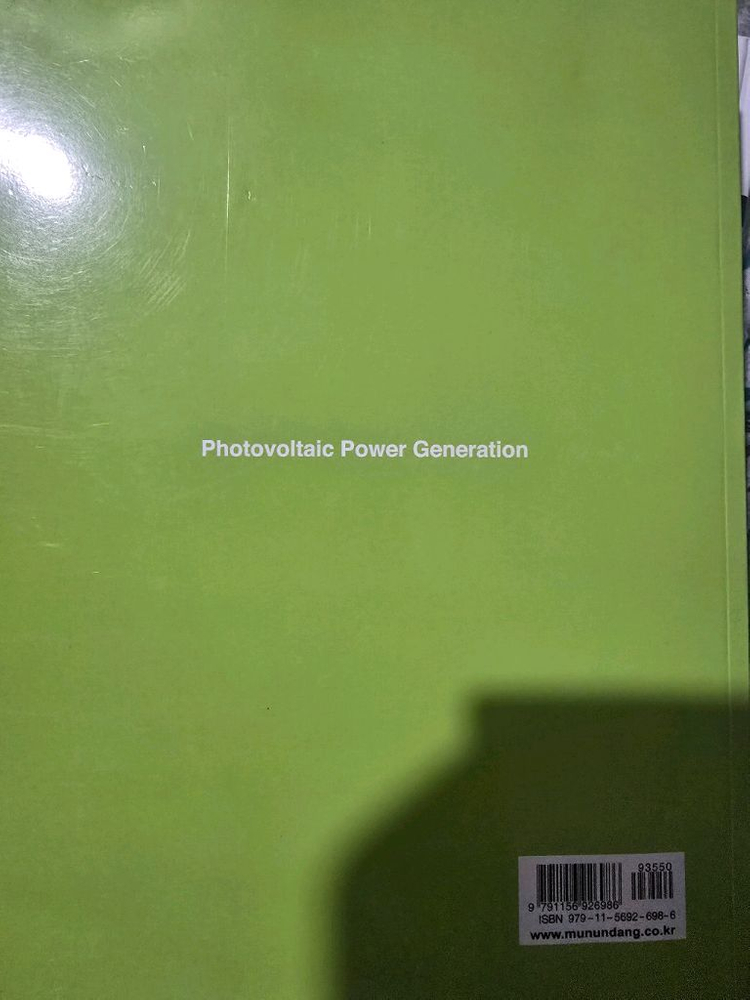 Photovoltaic Power Generation
93550
9 791156 926986
ISBN 979-11-5692-698-6
www.munundang.co.kr